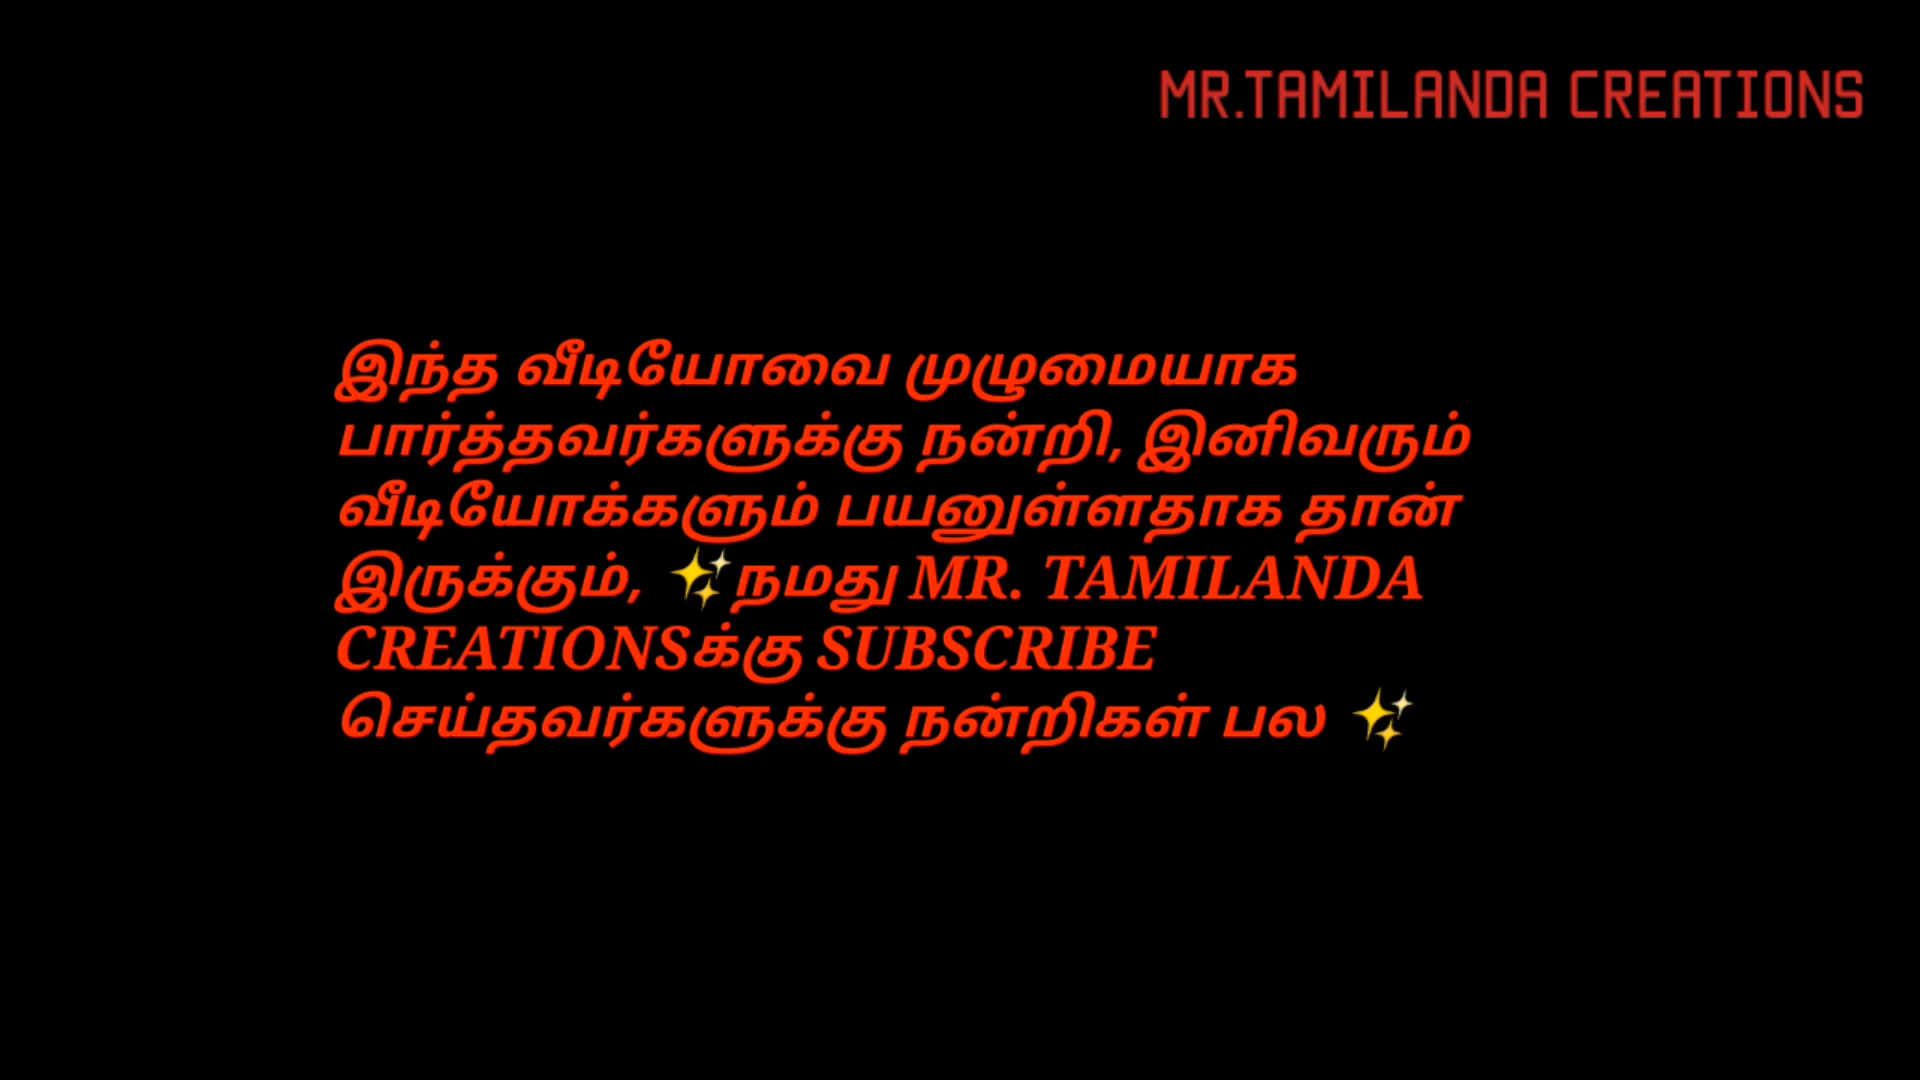 MR.TAMILANDA CREATIONS
இந்த வீடியோவை முழுமையாக
பார்த்தவர்களுக்கு நன்றி, இனிவரும்
வீடியோக்களும் பயனுள்ளதாக தான்
இருக்கும், ✨நமது MR. TAMILANDA
CREATIONSக்கு SUBSCRIBE
செய்தவர்களுக்கு நன்றிகள் பல ✨